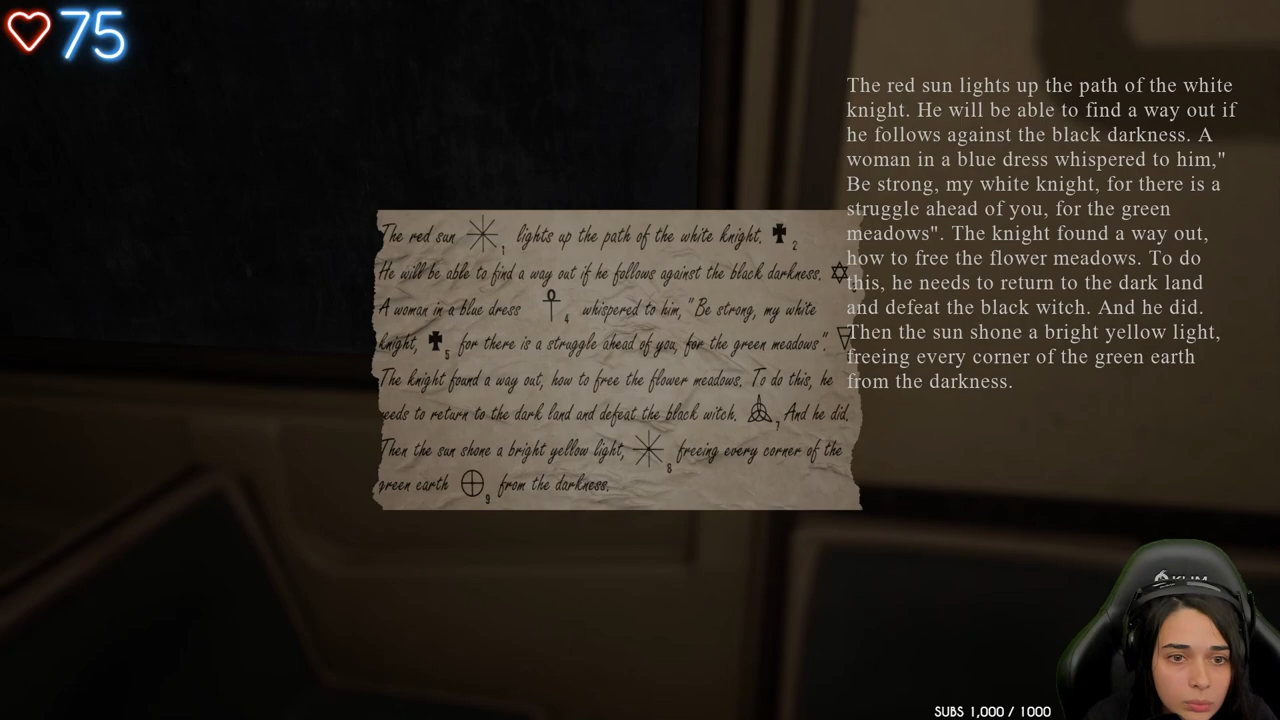 75
The red sun 1 lights up the path of the white knight. 2
He will be able to find a way out if he follows against the black darkness.
A woman in a blue dress 4 whispered to him, "Be strong, my white
knight, 5 for there is a struggle ahead of you, for the green meadows".
The knight found a way out, how to free the flower meadows. To do this, he
needs to return to the dark land and defeat the black witch. 7 And he did.
Then the sun shone a bright yellow light, 8 freeing every corner of the
green earth 9 from the darkness.
The red sun lights up the path of the white
knight. He will be able to find a way out if
he follows against the black darkness. A
woman in a blue dress whispered to him,"
Be strong, my white knight, for there is a
struggle ahead of you, for the green
meadows". The knight found a way out,
how to free the flower meadows. To do
this, he needs to return to the dark land
and defeat the black witch. And he did.
Then the sun shone a bright yellow light,
freeing every corner of the green earth
from the darkness.
KLIM
SUBS 1,000 / 1000